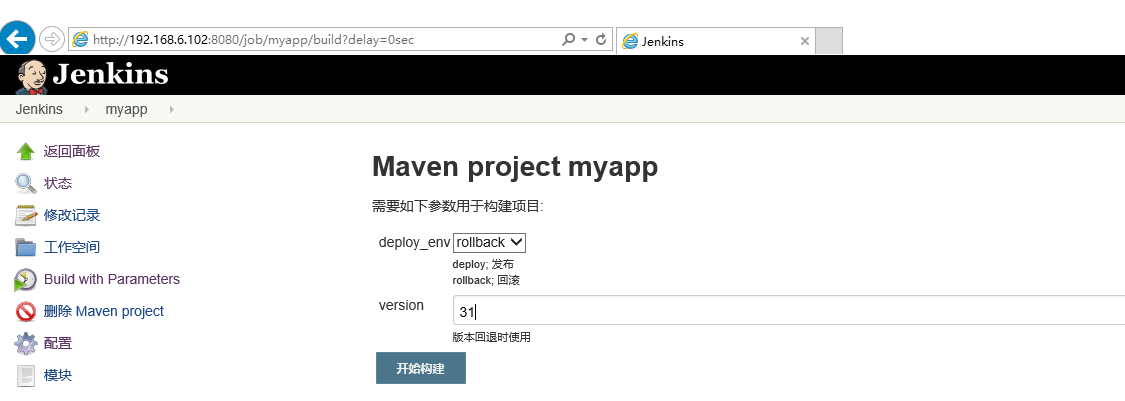 http://192.168.6.102:8080/job/myapp/build?delay=0sec
Jenkins
Jenkins
Jenkins
myapp
返回面板
状态
修改记录
工作空间
Build with Parameters
删除 Maven project
配置
模块
Maven project myapp
需要如下参数用于构建项目:
deploy_env rollback
deploy; 发布
rollback; 回滚
version 31
版本回退时使用
开始构建